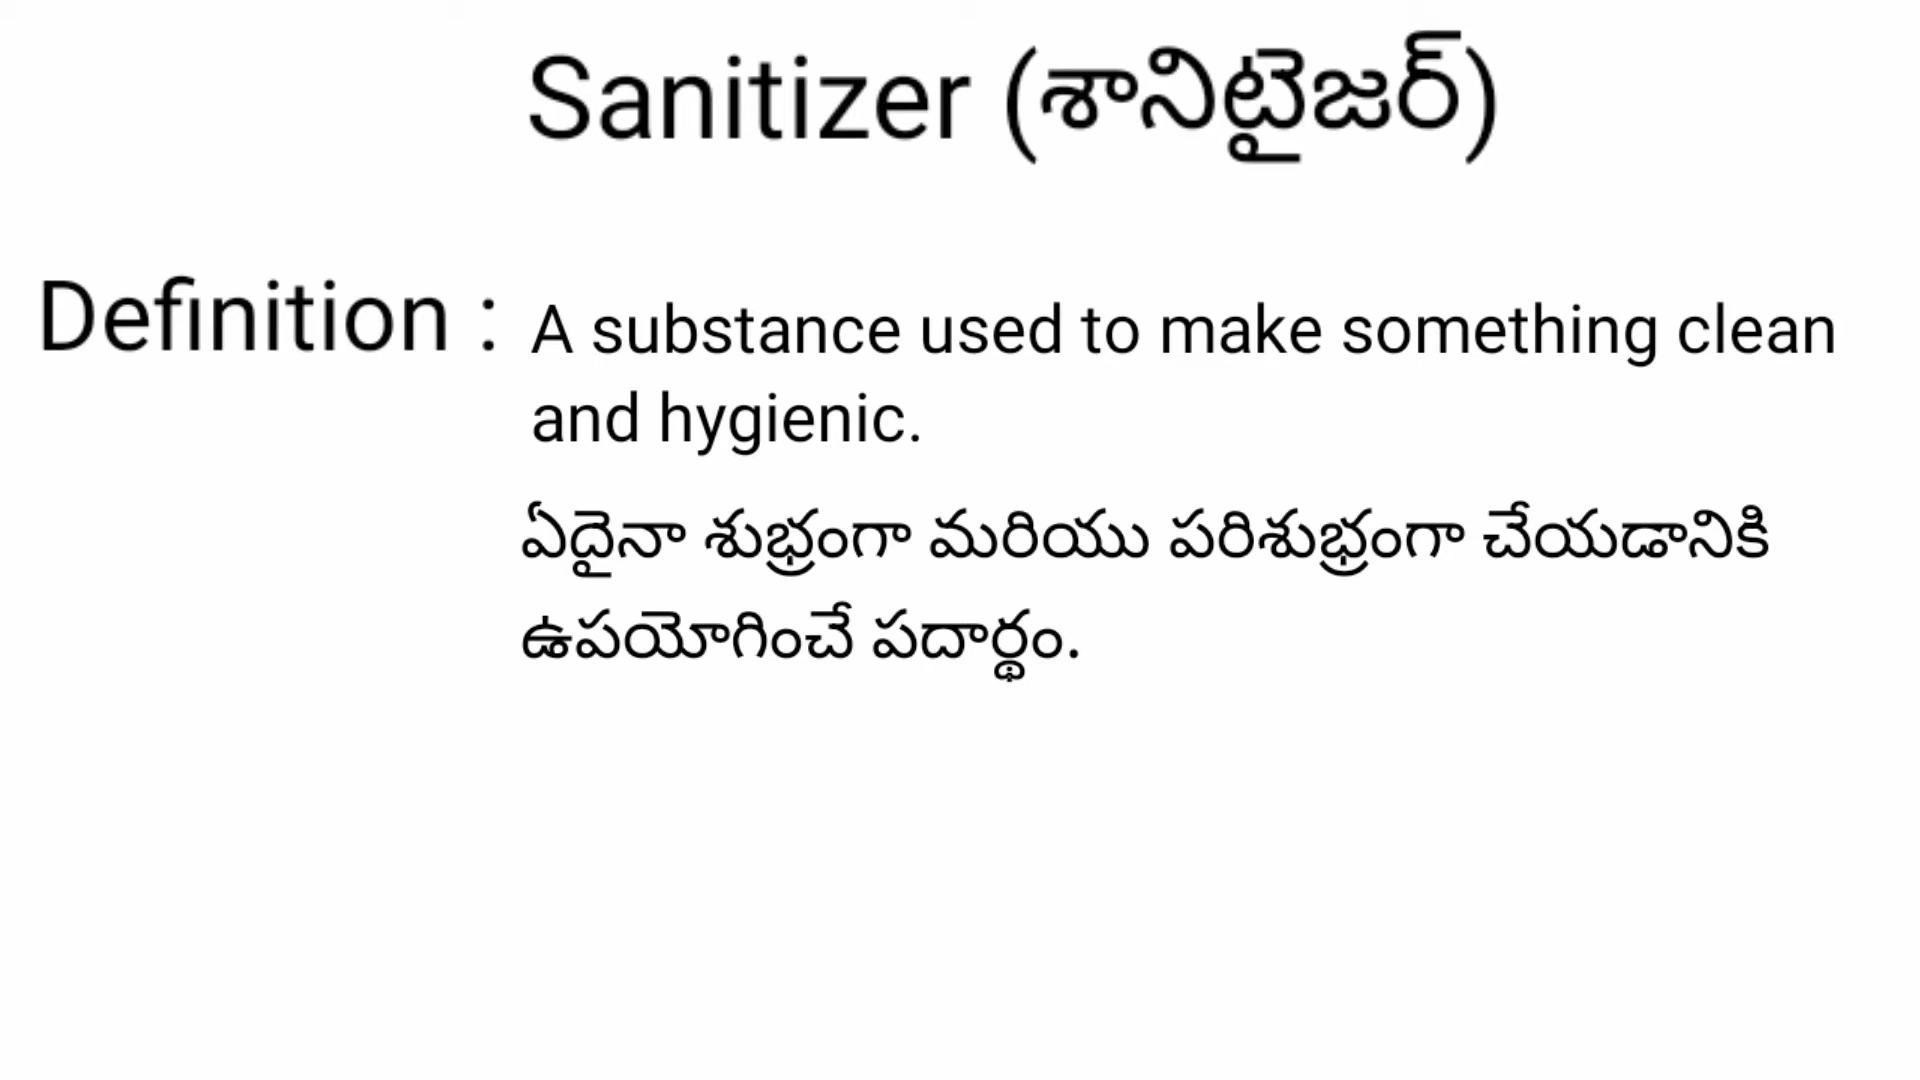 Sanitizer (శానిటైజర్)
Definition : A substance used to make something clean
and hygienic.
ఏదైనా శుభ్రంగా మరియు పరిశుభ్రంగా చేయడానికి
ఉపయోగించే పదార్థం.